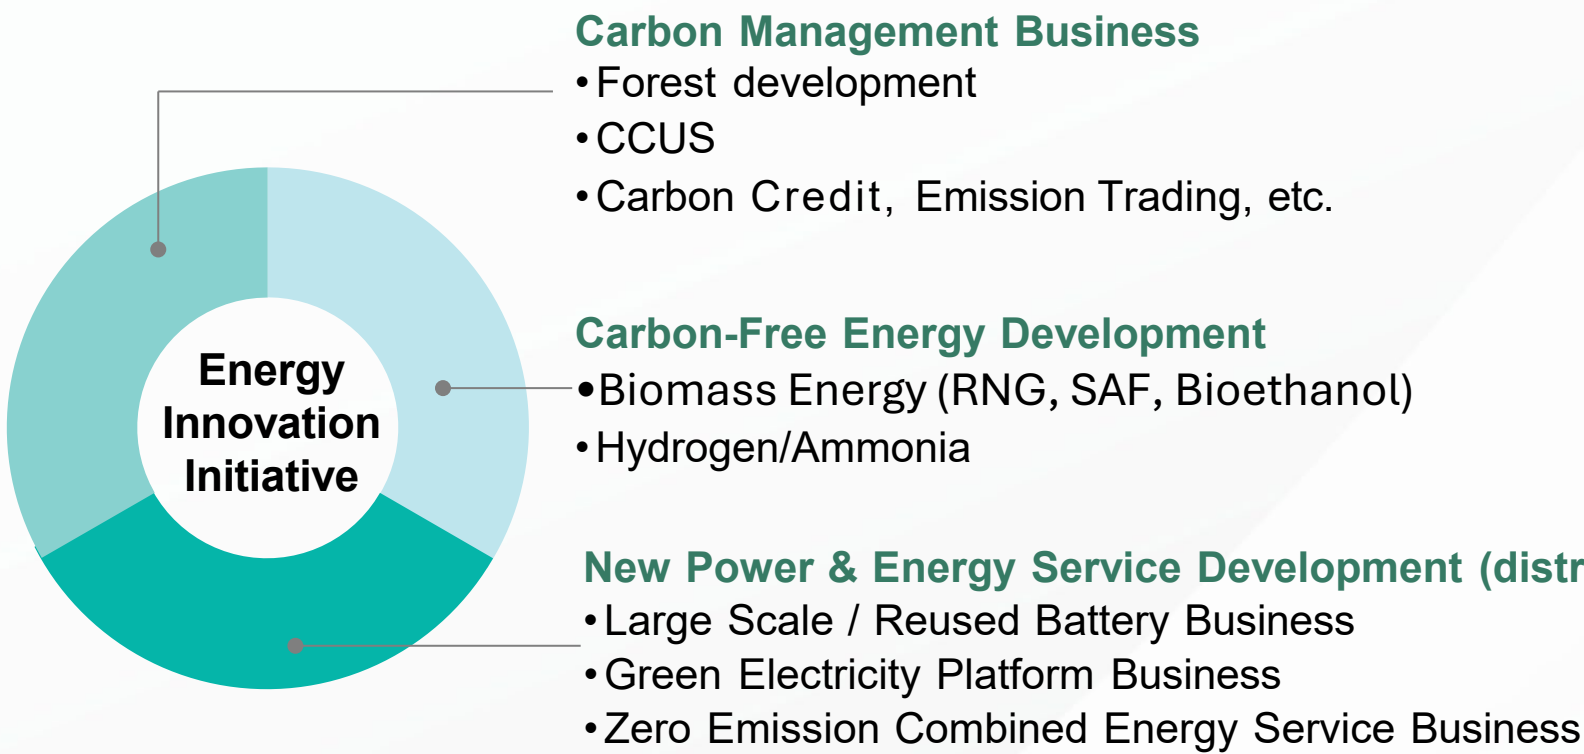 Carbon Management Business
•Forest development
•CCUS
•Carbon Credit, Emission Trading, etc.
Energy
Innovation
Initiative
Carbon-Free Energy Development
•Biomass Energy (RNG, SAF, Bioethanol)
•Hydrogen/Ammonia
New Power & Energy Service Development
•Large Scale / Reused Battery Business
•Green Electricity Platform Business
•Zero Emission Combined Energy Service Business